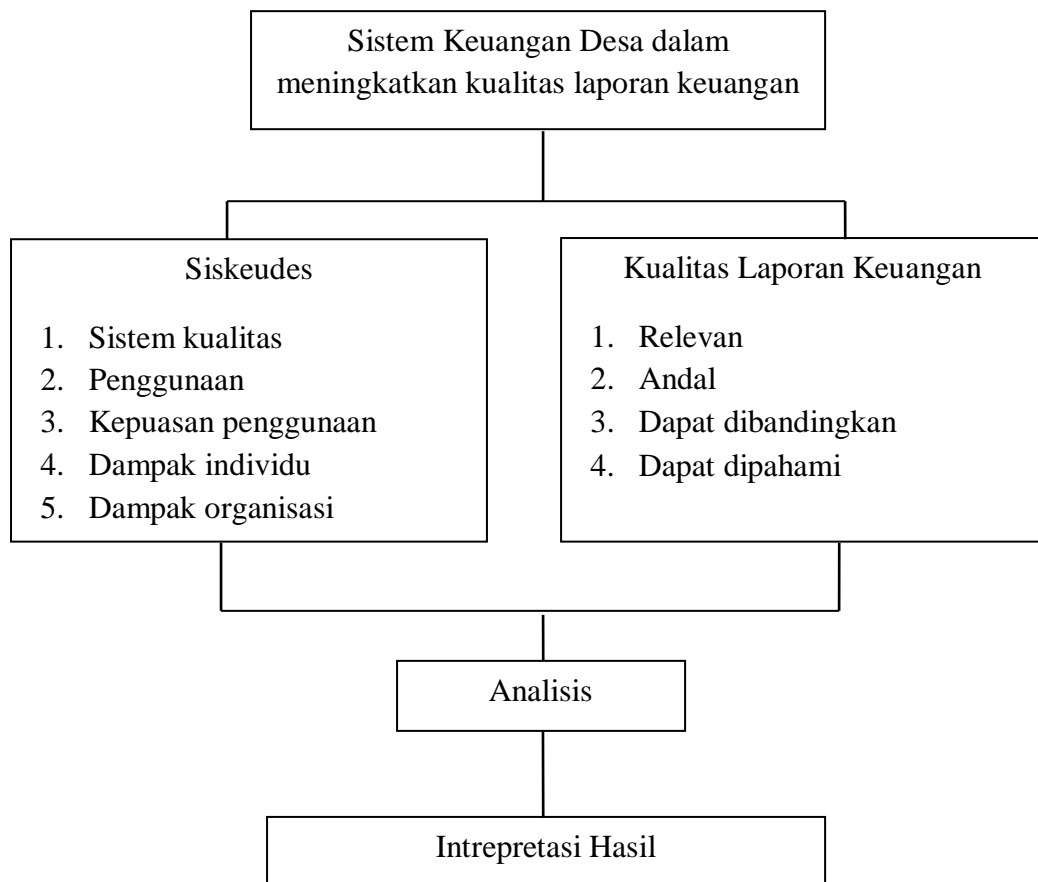 Sistem Keuangan Desa dalam
meningkatkan kualitas laporan keuangan
Siskeudes
1. Sistem kualitas
2. Penggunaan
3. Kepuasan penggunaan
4. Dampak individu
5. Dampak organisasi
Kualitas Laporan Keuangan
1. Relevan
2. Andal
3. Dapat dibandingkan
4. Dapat dipahami
Analisis
Intrepretasi Hasil